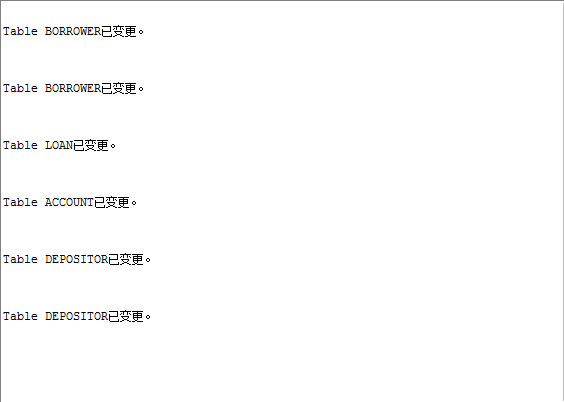 Table BORROWER已变更。
Table BORROWER已变更。
Table LOAN已变更。
Table ACCOUNT已变更。
Table DEPOSITOR已变更。
Table DEPOSITOR已变更。